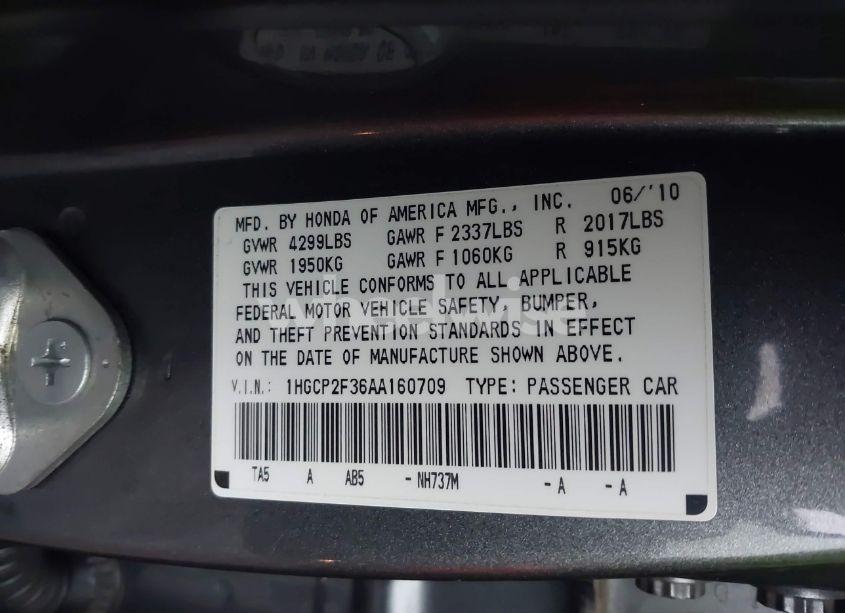 MFD. BY HONDA OF AMERICA MFG., INC. 06/'10
GVWR 4299LBS GAWR F 2337LBS R 2017LBS
GVWR 1950KG GAWR F 1060KG R 915KG
THIS VEHICLE CONFORMS TO ALL APPLICABLE
FEDERAL MOTOR VEHICLE SAFETY, BUMPER,
AND THEFT PREVENTION STANDARDS IN EFFECT
ON THE DATE OF MANUFACTURE SHOWN ABOVE.
V.I.N.: 1HGCP2F36AA160709 TYPE: PASSENGER CAR
TA5 A AB5 - NH737M - A - A